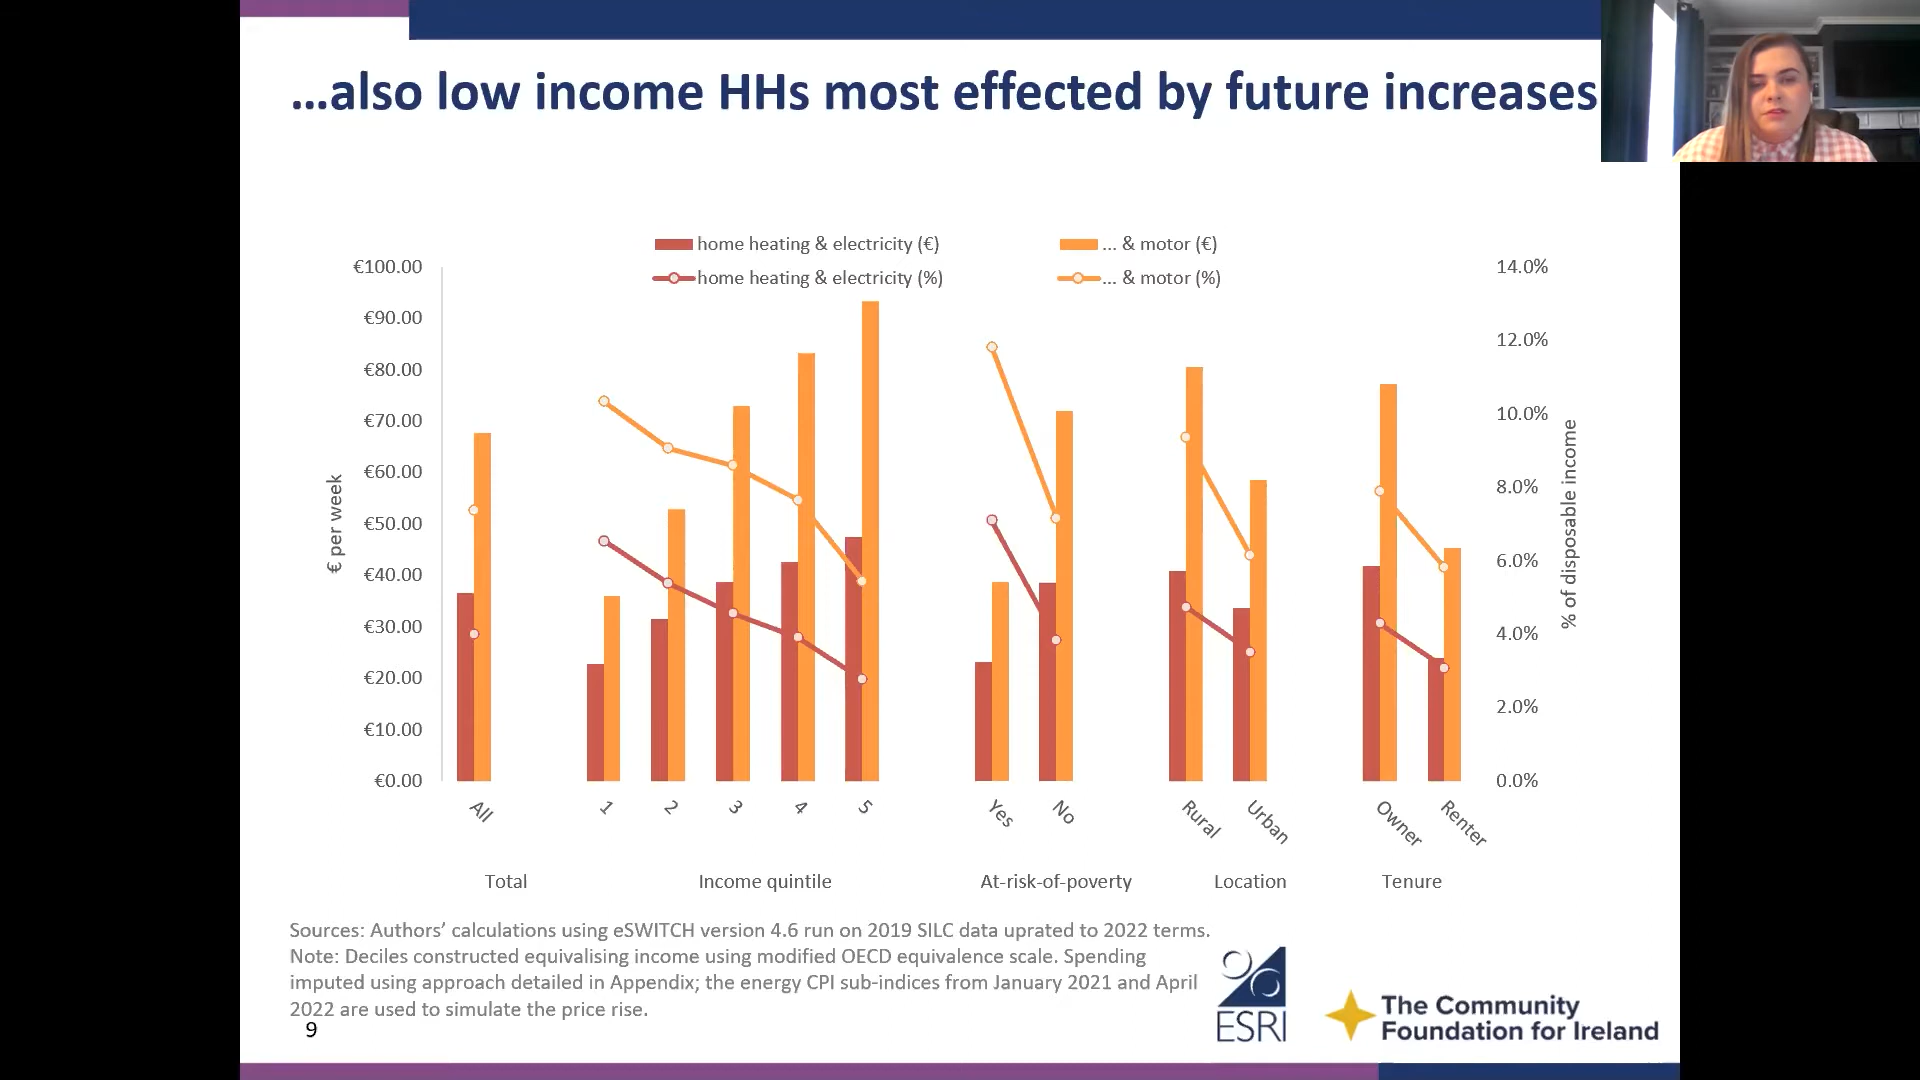 ...also low income HHs most effected by future increases
home heating & electricity (€)
... & motor (€)
home heating & electricity (%)
... & motor (%)
€100.00
€90.00
€80.00
€70.00
€60.00
€50.00
€40.00
€30.00
€20.00
€10.00
€0.00
€ per week
14.0%
12.0%
10.0%
8.0%
6.0%
4.0%
2.0%
0.0%
% of disposable income
All
1
2
3
4
5
Yes
No
Rural
Urban
Owner
Renter
Total
Income quintile
At-risk-of-poverty
Location
Tenure
Sources: Authors’ calculations using eSWITCH version 4.6 run on 2019 SILC data uprated to 2022 terms.
Note: Deciles constructed equivalising income using modified OECD equivalence scale. Spending
imputed using approach detailed in Appendix; the energy CPI sub-indices from January 2021 and April
2022 are used to simulate the price rise.
9
ESRI
The Community
Foundation for Ireland